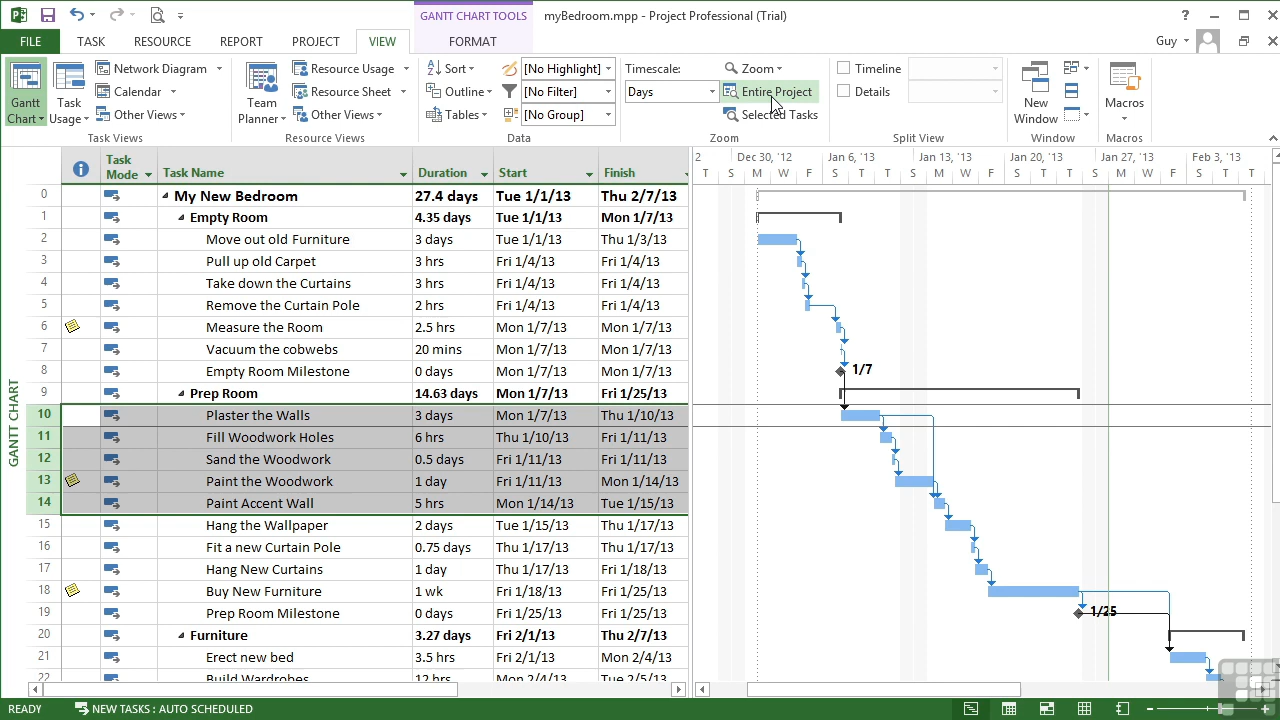 GANTT CHART TOOLS
myBedroom.mpp - Project Professional (Trial)
?
FILE TASK RESOURCE REPORT PROJECT VIEW FORMAT
Guy
Gantt Chart
Task Usage
Network Diagram
Calendar
Other Views
Task Views
Team Planner
Resource Usage
Resource Sheet
Other Views
Resource Views
Sort
Outline
Tables
[No Highlight]
[No Filter]
[No Group]
Data
Timescale:
Days
Zoom
Entire Project
Selected Tasks
Zoom
Timeline
Details
Split View
New Window
Window
Macros
Macros
Task Mode Task Name Duration Start Finish
2 Dec 30, '12 Jan 6, '13 Jan 13, '13 Jan 20, '13 Jan 27, '13 Feb 3, '13
T S M W F S T T S M W F S T T S M W F S T T
GANTT CHART
0 My New Bedroom 27.4 days Tue 1/1/13 Thu 2/7/13
1 Empty Room 4.35 days Tue 1/1/13 Mon 1/7/13
2 Move out old Furniture 3 days Tue 1/1/13 Thu 1/3/13
3 Pull up old Carpet 3 hrs Fri 1/4/13 Fri 1/4/13
4 Take down the Curtains 3 hrs Fri 1/4/13 Fri 1/4/13
5 Remove the Curtain Pole 2 hrs Fri 1/4/13 Fri 1/4/13
6 Measure the Room 2.5 hrs Mon 1/7/13 Mon 1/7/13
7 Vacuum the cobwebs 20 mins Mon 1/7/13 Mon 1/7/13
8 Empty Room Milestone 0 days Mon 1/7/13 Mon 1/7/13 1/7
9 Prep Room 14.63 days Mon 1/7/13 Fri 1/25/13
10 Plaster the Walls 3 days Mon 1/7/13 Thu 1/10/13
11 Fill Woodwork Holes 6 hrs Thu 1/10/13 Fri 1/11/13
12 Sand the Woodwork 0.5 days Fri 1/11/13 Fri 1/11/13
13 Paint the Woodwork 1 day Fri 1/11/13 Mon 1/14/13
14 Paint Accent Wall 5 hrs Mon 1/14/13 Tue 1/15/13
15 Hang the Wallpaper 2 days Tue 1/15/13 Thu 1/17/13
16 Fit a new Curtain Pole 0.75 days Thu 1/17/13 Thu 1/17/13
17 Hang New Curtains 1 day Thu 1/17/13 Fri 1/18/13
18 Buy New Furniture 1 wk Fri 1/18/13 Fri 1/25/13
19 Prep Room Milestone 0 days Fri 1/25/13 Fri 1/25/13 1/25
20 Furniture 3.27 days Fri 2/1/13 Thu 2/7/13
21 Erect new bed 3.5 hrs Fri 2/1/13 Mon 2/4/13
22 Build Wardrobes 12 hrs Mon 2/4/13 Tue 2/5/13
READY NEW TASKS : AUTO SCHEDULED